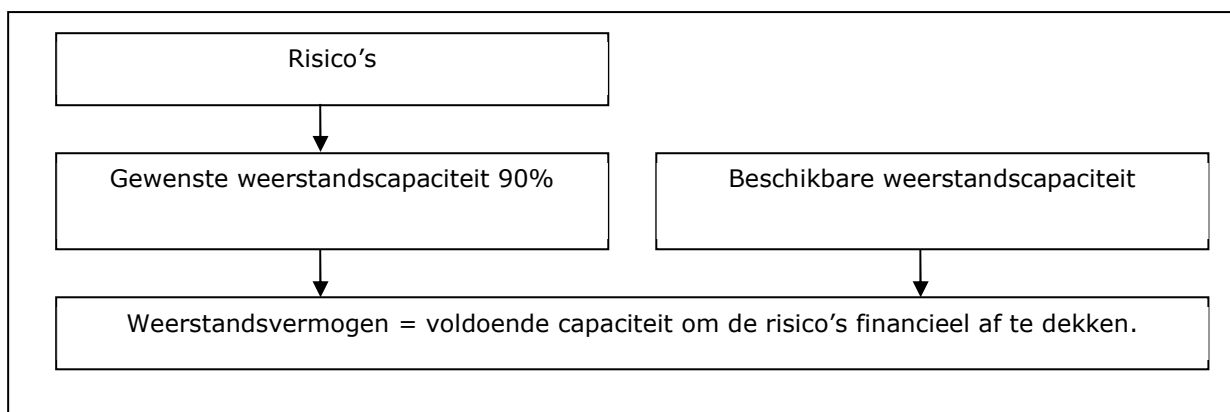 Risico’s
Gewenste weerstandscapaciteit 90%
Beschikbare weerstandscapaciteit
Weerstandsvermogen = voldoende capaciteit om de risico’s financieel af te dekken.